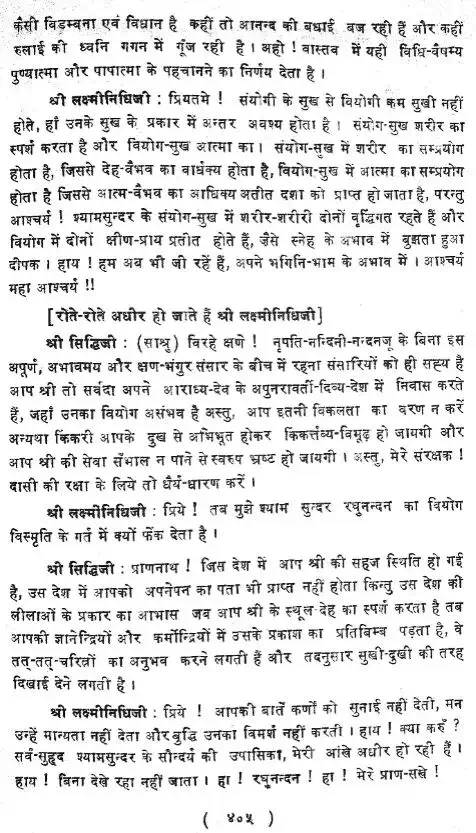 कैसी विडम्बना एवं विधान है कहीं तो आनन्द की बधाई बज रही हैं और कहीं
रुलाई की ध्वनि गगन में गूँज रही है । अहो ! वास्तव में यही विधि-वैषम्य
पुण्यात्मा और पापात्मा के पहचानने का निर्णय देता है ।
श्री लक्ष्मीनिधिजी : प्रियतमे ! संयोगी के सुख से वियोगी कम सुखी नहीं
होते, हां उनके सुख के प्रकार में अन्तर अवश्य होता है । संयोग-सुख शरीर का
स्पर्श करता है और वियोग-सुख आत्मा का । संयोग-सुख में शरीर का सम्प्रयोग
होता है, जिससे देह-वैभव का वार्धक्य होता है, वियोग-सुख में आत्मा का सम्प्रयोग
होता है जिससे आत्म-वैभव का आधिक्य अतीत दशा को प्राप्त हो जाता है, परन्तु
आश्चर्य ! श्यामसुन्दर के संयोग-सुख में शरीर-शरीरी दोनों वृद्धिगत रहते हैं और
वियोग में दोनों क्षीण-प्राय प्रतीत होते हैं, जैसे स्नेह के अभाव में बुझता हुआ
दीपक । हाय ! हम अब भी जी रहें हैं, अपने भगिनि-भाम के अभाव में । आश्चर्य
महा आश्चर्य !!
[रोते-रोते अधीर हो जाते हैं श्री लक्ष्मीनिधिजी]
श्री सिद्धिजी : (साश्रु) विरहे क्षणे ! नृपति-नन्दिनी-नन्दनजू के बिना इस
अपूर्ण, अभावमय और क्षण-भंगुर संसार के बीच में रहना संसारियों को ही सह्य है
आप श्री तो सर्वदा अपने आराध्य-देव के अपुनरावर्ती-दिव्य-देश में निवास करते
हैं, जहां उनका वियोग असंभव है अस्तु, आप इतनी विकलता का वरण न करें
अन्यथा किंकरी आपके दुख से अभिभूत होकर किंकर्त्तव्य-विमूढ़ हो जायगी और
आप श्री की सेवा संभाल न पाने से स्वरुप भ्रष्ट हो जायगी । अस्तु, मेरे संरक्षक !
दासी की रक्षा के लिये तो धैर्य-धारण करें ।
श्री लक्ष्मीनिधिजी : प्रिये ! तब मुझे श्याम सुन्दर रघुनन्दन का वियोग
विस्मृति के गर्त में क्यों फेंक देता है ।
श्री सिद्धिजी : प्राणनाथ ! जिस देश में आप श्री की सहज स्थिति हो गई
है, उस देश में आपको अपनेपन का पता भी प्राप्त नहीं होता किन्तु उस देश की
लीलाओं के प्रकार का आभास जब आप श्री के स्थूल-देह का स्पर्श करता है तब
आपकी ज्ञानेन्द्रियों और कर्मेन्द्रियों में उसके प्रकाश का प्रतिबिम्ब पड़ता है, वे
तत्-तत्-चरित्रों का अनुभव करने लगती हैं और तदनुसार सुखी-दुखी की तरह
दिखाई देने लगती है ।
श्री लक्ष्मीनिधिजी : प्रिये ! आपकी बातें कर्णों को सुनाई नहीं देती, मन
उन्हें मान्यता नहीं देता और बुद्धि उनका विमर्श नहीं करती । हाय ! क्या करुँ ?
सर्व-सुहृद श्यामसुन्दर के सौन्दर्य की उपासिका, मेरी आंखे अधीर हो रही हैं ।
हाय ! बिना देखे रहा नहीं जाता । हा ! रघुनन्दन ! हा ! मेरे प्राण-सखे !
( ४०५ )